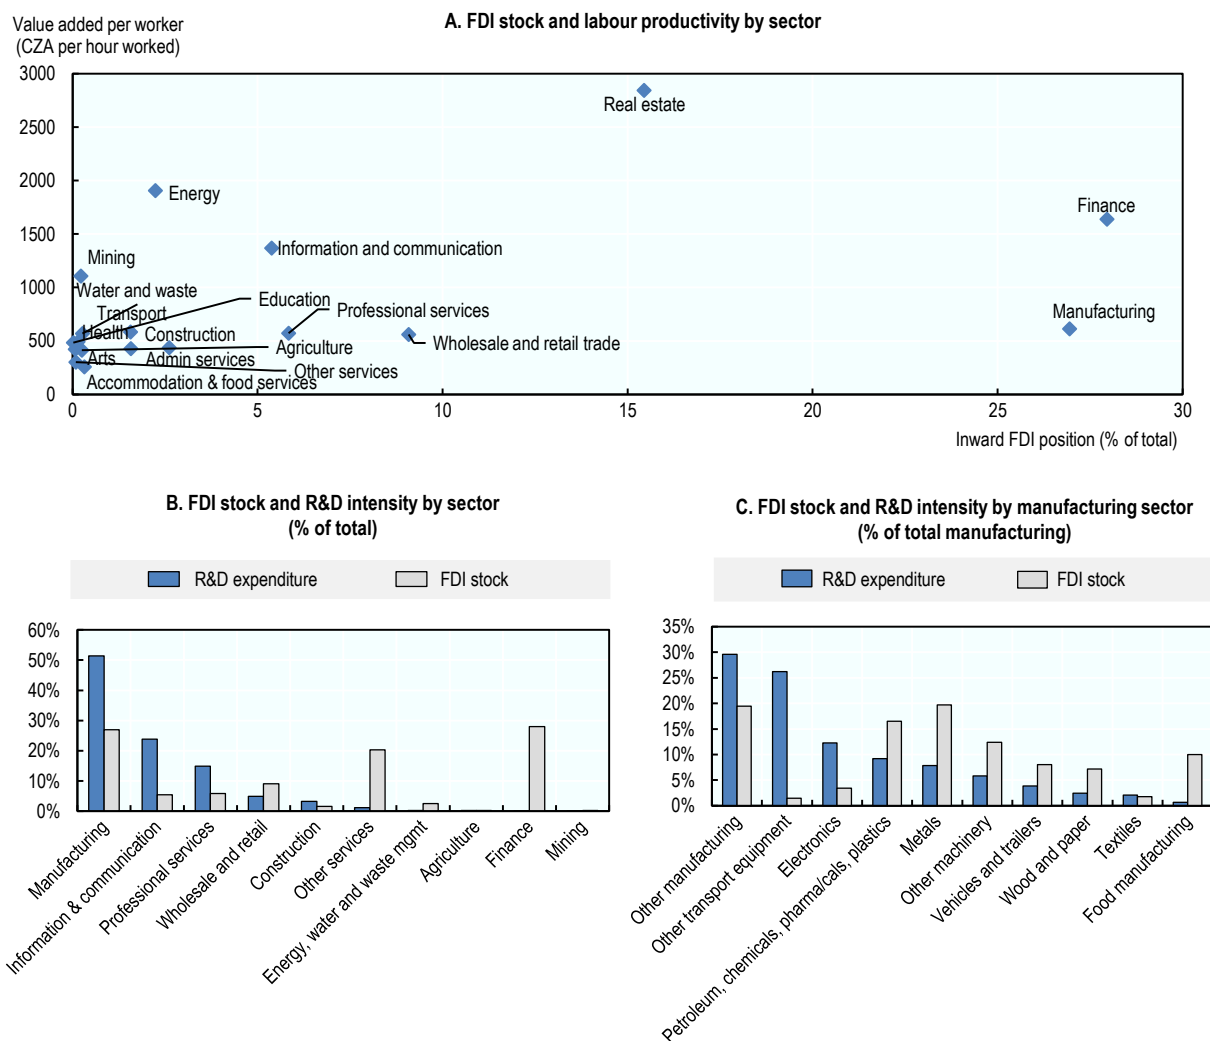 A. FDI stock and labour productivity by sector
Value added per worker
(CZA per hour worked)
3000
2500
2000
1500
1000
500
0
Real estate
Energy
Finance
Information and communication
Mining
Water and waste
Education
Transport
Professional services
Manufacturing
Health
Construction
Wholesale and retail trade
Agriculture
Arts
Admin services
Other services
Accommodation & food services
0
5
10
15
20
25
30
Inward FDI position (% of total)
B. FDI stock and R&D intensity by sector
(% of total)
R&D expenditure
FDI stock
60%
50%
40%
30%
20%
10%
0%
Manufacturing
Information & communication
Professional services
Wholesale and retail
Construction
Other services
Energy, water and waste mgmt
Agriculture
Finance
Mining
C. FDI stock and R&D intensity by manufacturing sector
(% of total manufacturing)
R&D expenditure
FDI stock
35%
30%
25%
20%
15%
10%
5%
0%
Other manufacturing
Other transport equipment
Electronics
Petroleum, chemicals, pharma/cals, plastics
Metals
Other machinery
Vehicles and trailers
Wood and paper
Textiles
Food manufacturing